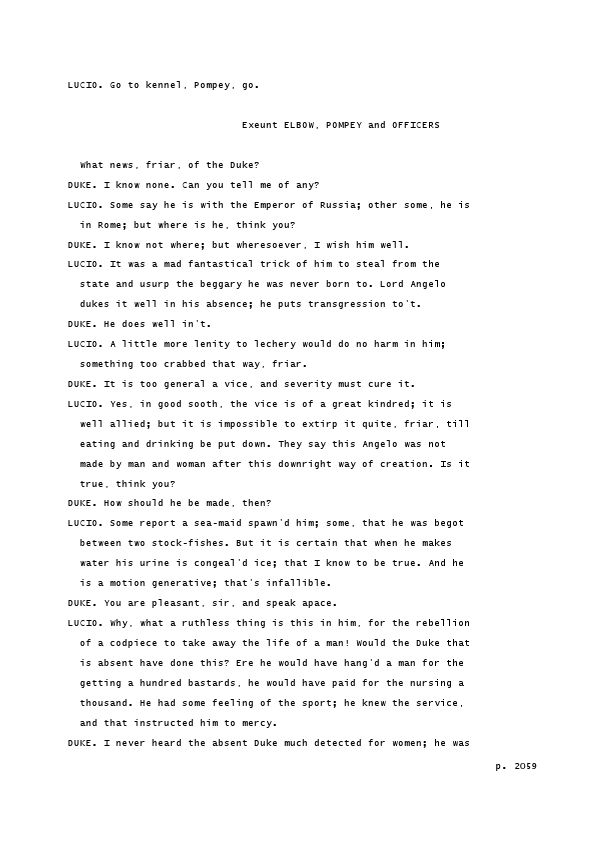 LUCIO. Go to kennel, Pompey, go.
Exeunt ELBOW, POMPEY and OFFICERS
What news, friar, of the Duke?
DUKE. I know none. Can you tell me of any?
LUCIO. Some say he is with the Emperor of Russia; other some, he is
in Rome; but where is he, think you?
DUKE. I know not where; but wheresoever, I wish him well.
LUCIO. It was a mad fantastical trick of him to steal from the
state and usurp the beggary he was never born to. Lord Angelo
dukes it well in his absence; he puts transgression to't.
DUKE. He does well in't.
LUCIO. A little more lenity to lechery would do no harm in him;
something too crabbed that way, friar.
DUKE. It is too general a vice, and severity must cure it.
LUCIO. Yes, in good sooth, the vice is of a great kindred; it is
well allied; but it is impossible to extirp it quite, friar, till
eating and drinking be put down. They say this Angelo was not
made by man and woman after this downright way of creation. Is it
true, think you?
DUKE. How should he be made, then?
LUCIO. Some report a sea-maid spawn'd him; some, that he was begot
between two stock-fishes. But it is certain that when he makes
water his urine is congeal'd ice; that I know to be true. And he
is a motion generative; that's infallible.
DUKE. You are pleasant, sir, and speak apace.
LUCIO. Why, what a ruthless thing is this in him, for the rebellion
of a codpiece to take away the life of a man! Would the Duke that
is absent have done this? Ere he would have hang'd a man for the
getting a hundred bastards, he would have paid for the nursing a
thousand. He had some feeling of the sport; he knew the service,
and that instructed him to mercy.
DUKE. I never heard the absent Duke much detected for women; he was
p. 2059